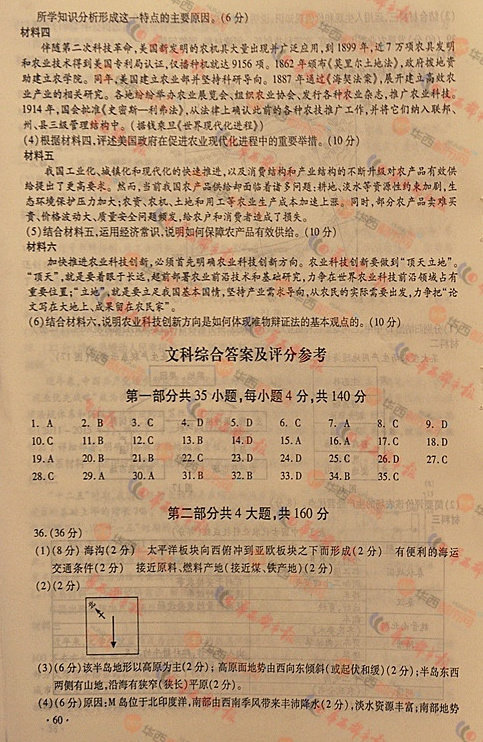 所学知识分析形成这一特点的主要原因。(6分)
材料四
伴随第二次科技革命,美国新发明的农机具大量出现并广泛应用,到1899年,近7万项农具发明
和农业技术得到美国专利局认证,仅播种机就达9156项。1862年颁布《莫里尔土地法》,政府拨地资
助建立农学院。同年,美国建立农业部并坚持科研导向。1887年通过《海契法案》,展开建立高效农
业产业的相关研究。各地纷纷举办农业展览会、组织农业协会、发行各种农业杂志,推广农业科技。
1914年,国会批准《史密斯—利弗法》,从法律上确认此前的各种农技推广工作,并将它们纳入联邦、
州、县三级管理结构中。(据钱乘旦《世界现代化进程》)
(4)根据材料四,评述美国政府在促进农业现代化进程中的重要举措。(10分)
材料五
我国工业化、城镇化和现代化的快速推进,以及消费结构和产业结构的不断升级对农产品有效供
给提出了更高要求。然而,当前我国农产品供给却面临着诸多问题:耕地、淡水等资源性约束加剧,生
态环境保护压力加大;农资、农机、土地和用工等农业生产成本加速上涨。同时,部分农产品卖难买
贵、价格波动大、质量安全问题频发,给农户和消费者造成了损失。
(5)结合材料五,运用经济常识,说明如何保障农产品有效供给。(10分)
材料六
加快推进农业科技创新,必须首先明确农业科技创新方向。农业科技创新要做到“顶天立地”。
“顶天”,就是要着眼于长远,超前部署农业前沿技术和基础研究,力争在世界农业科技前沿领域占有
重要位置;“立地”,就是要立足我国基本国情,坚持产业需求导向,从农民的实际需要出发,力争把“论
文写在大地上、成果留在农民家”。
(6)结合材料六,说明农业科技创新方向是如何体现唯物辩证法的基本观点的。(10分)
文科综合答案及评分参考
第一部分共35小题,每小题4分,共140分
1. A 2. B 3. C 4. D 5. D 6. C 7. A 8. C 9. D
10. C 11. B 12. C 13. B 14. D 15. A 16. A 17. C 18. D
19. A 20. B 21. B 22. C 23. B 24. D 25. C 26. D 27. C
28. C 29. A 30. A 31. B 32. B 33. D 34. B 35. C
第二部分共4大题,共160分
36. (36分)
(1)(8分) 海沟(2分) 太平洋板块向西俯冲到亚欧板块之下而形成(2分) 有便利的海运
交通条件(2分) 接近原料、燃料产地(接近煤、铁产地)(2分)
(2)(2分)
(3)(6分)该半岛地形以高原为主(2分);高原面地势由西向东倾斜(或起伏和缓)(2分);半岛东西
两侧有山地,沿海有狭窄(狭长)平原(2分)。
(4)(6分)原因:M岛位于北印度洋,南部由西南季风带来丰沛降水(2分),淡水资源丰富;南部地势
·60·